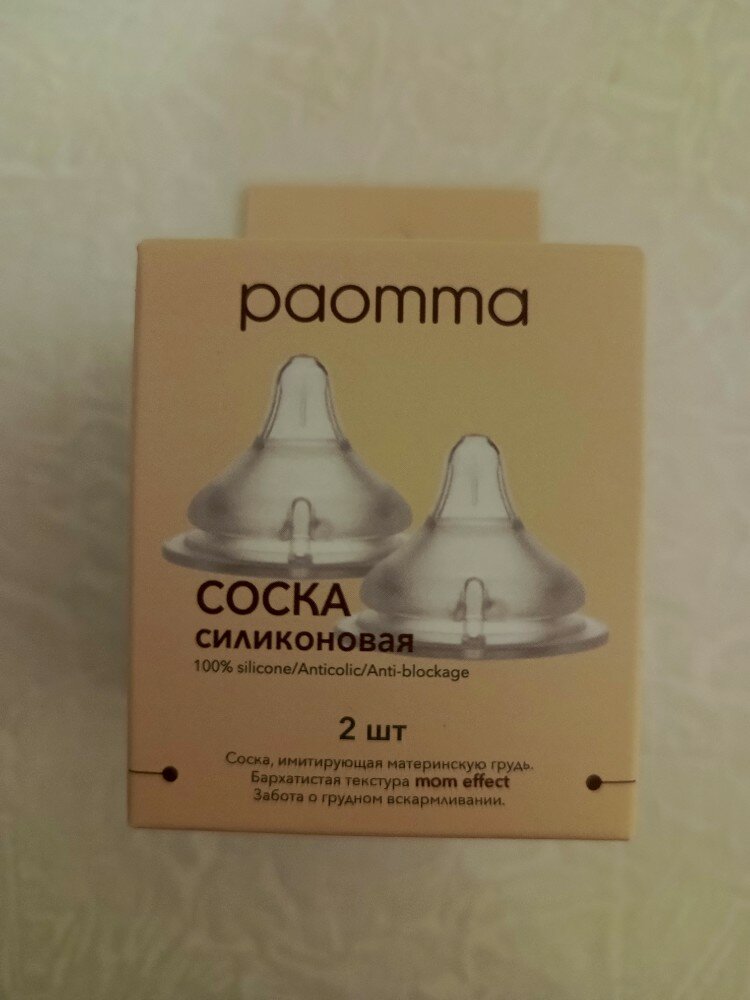 paomma
СОСКА
силиконовая
100% silicone/Anticolic/Anti-blockage
2 шт
Соска, имитирующая материнскую грудь.
Бархатистая текстура mom effect
Забота о грудном вскармливании.